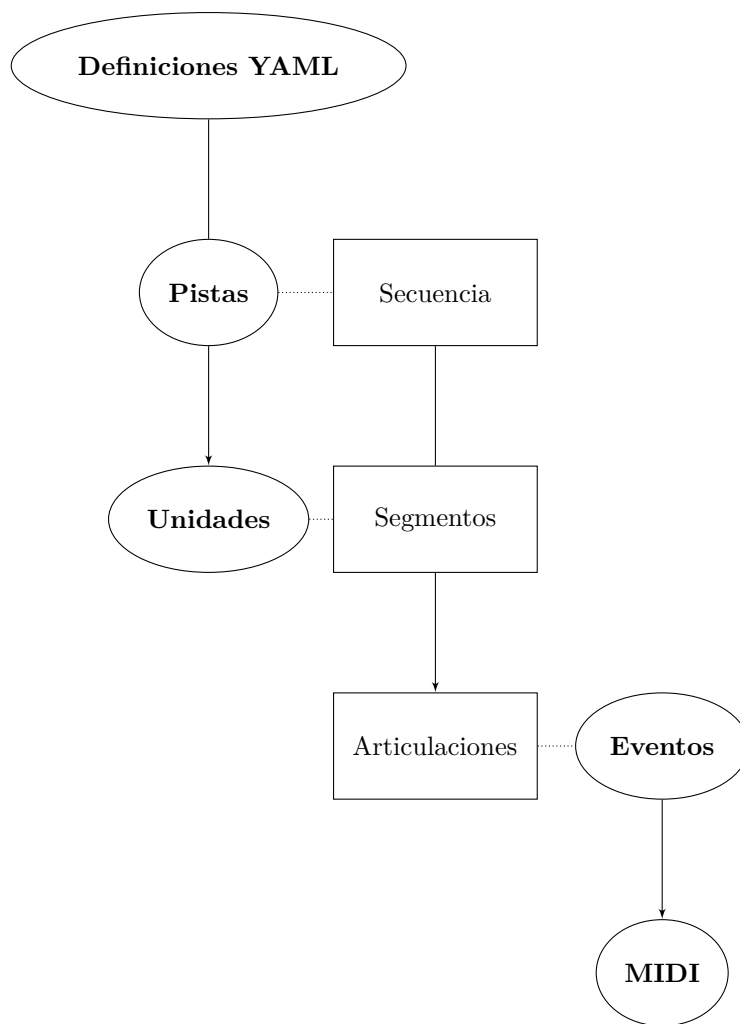 Definiciones YAML
Pistas
Secuencia
Unidades
Segmentos
Articulaciones
Eventos
MIDI